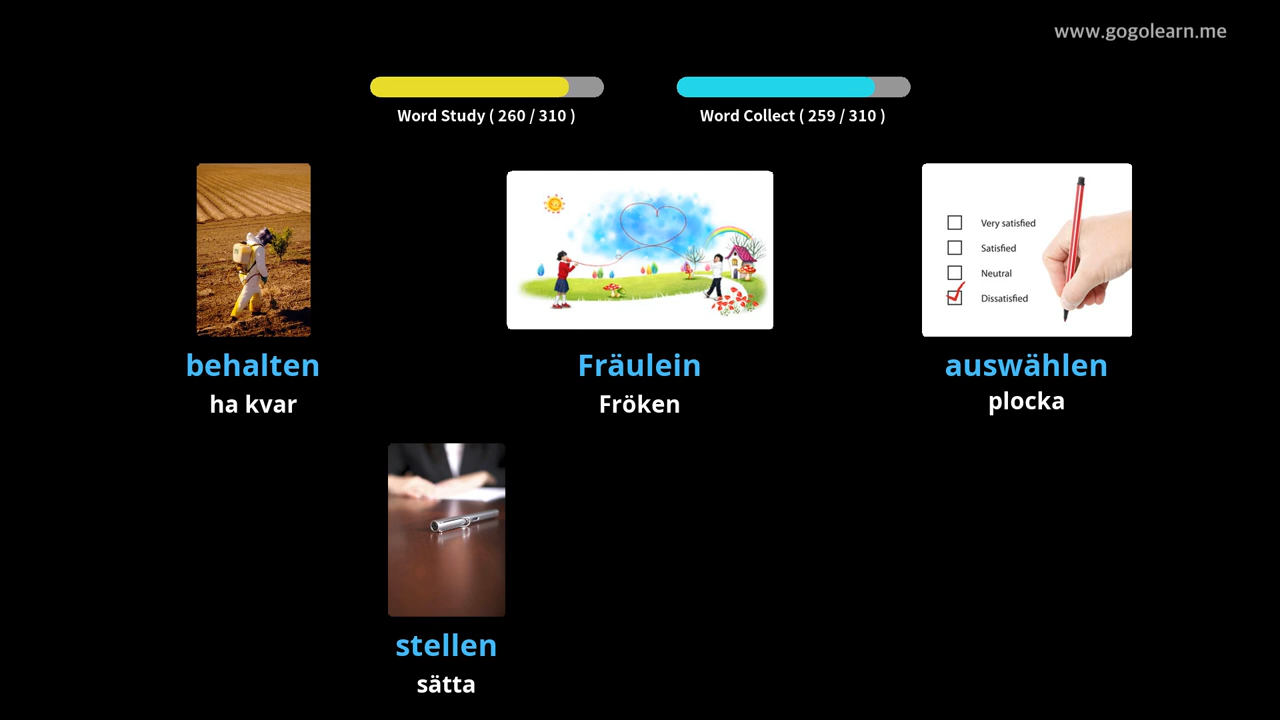 www.gogolearn.me
Word Study ( 260 / 310 )
Word Collect ( 259 / 310 )
Very satisfied
Satisfied
Neutral
Dissatisfied
behalten
ha kvar
Fräulein
Fröken
auswählen
plocka
stellen
sätta